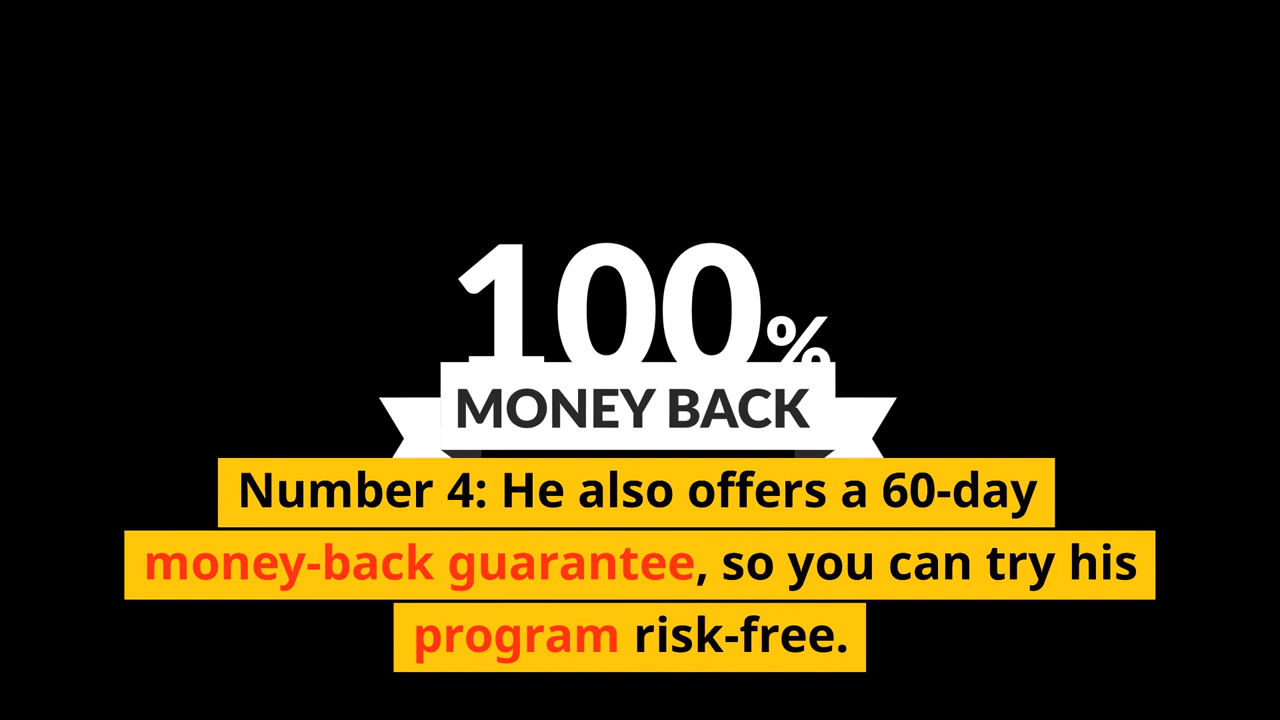 100%
MONEY BACK
Number 4: He also offers a 60-day
money-back guarantee, so you can try his
program risk-free.